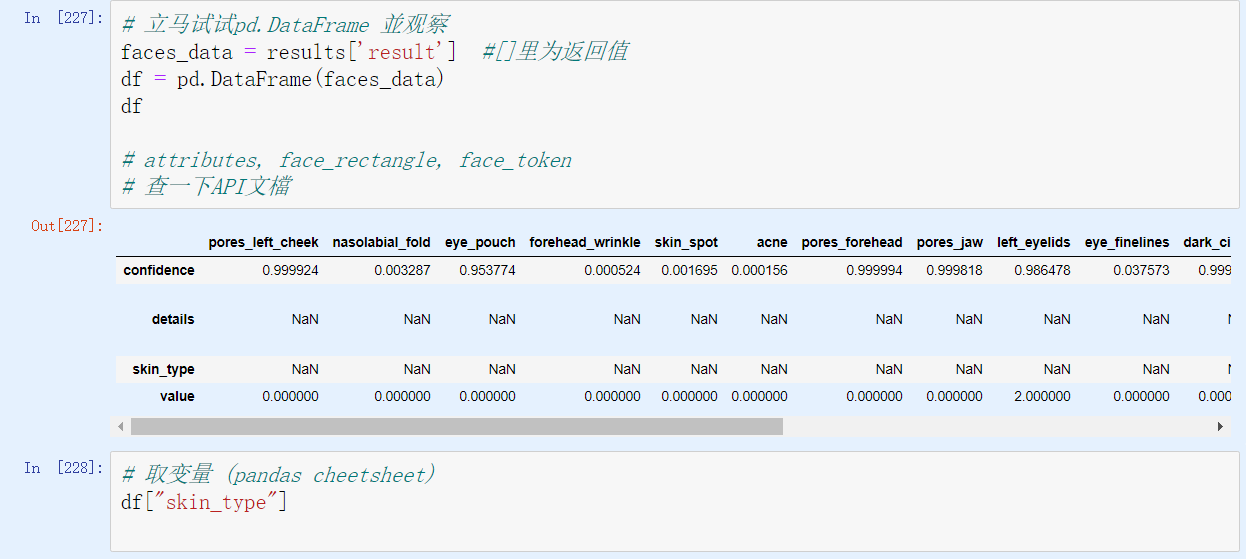 In [227]:
# 立马试试pd.DataFrame 並观察
faces_data = results['result'] #[]里为返回值
df = pd.DataFrame(faces_data)
df
# attributes, face_rectangle, face_token
# 查一下API文檔
Out[227]:
pores_left_cheek nasolabial_fold eye_pouch forehead_wrinkle skin_spot acne pores_forehead pores_jaw left_eyelids eye_finelines dark_ci
confidence 0.999924 0.003287 0.953774 0.000524 0.001695 0.000156 0.999994 0.999818 0.986478 0.037573 0.999
details NaN NaN NaN NaN NaN NaN NaN NaN NaN NaN
skin_type NaN NaN NaN NaN NaN NaN NaN NaN NaN NaN
value 0.000000 0.000000 0.000000 0.000000 0.000000 0.000000 0.000000 0.000000 2.000000 0.000000 0.000
In [228]:
# 取变量 (pandas cheetsheet)
df["skin_type"]